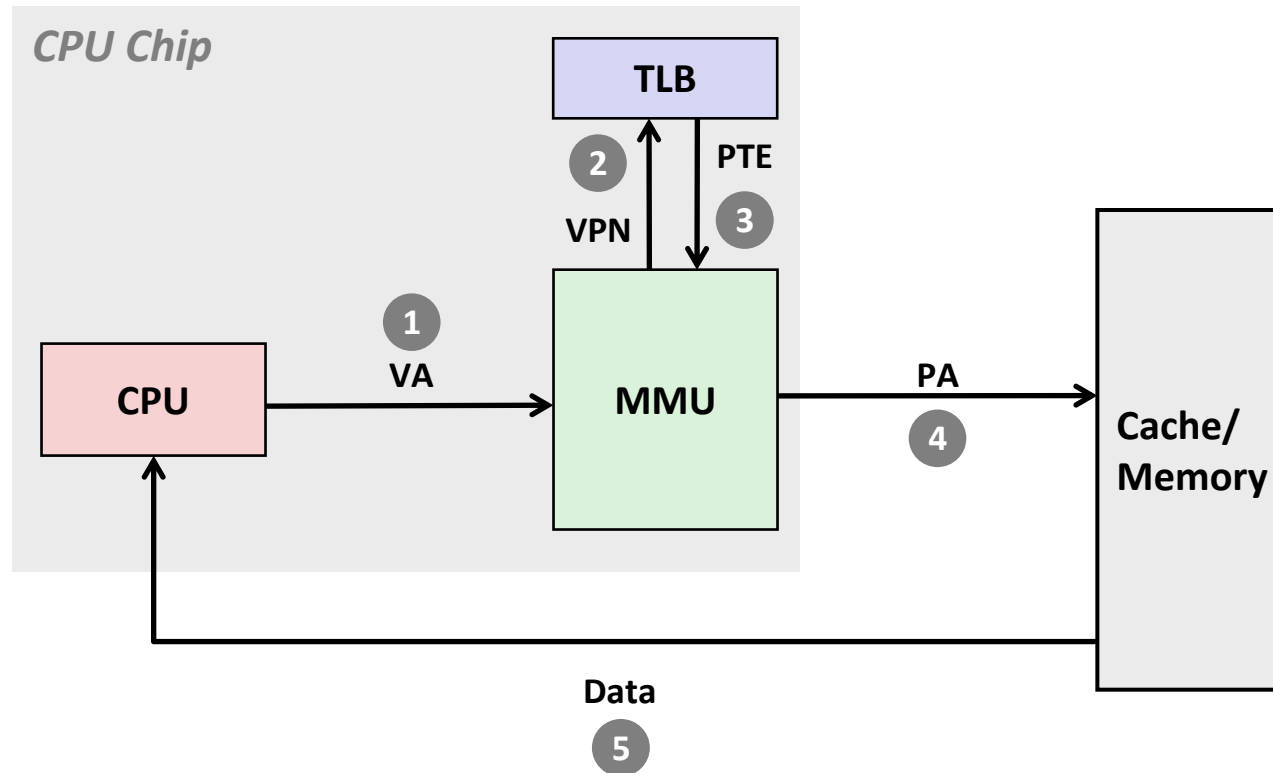 CPU Chip
TLB
2
PTE
VPN
3
1
VA
CPU
MMU
PA
4
Cache/
Memory
Data
5